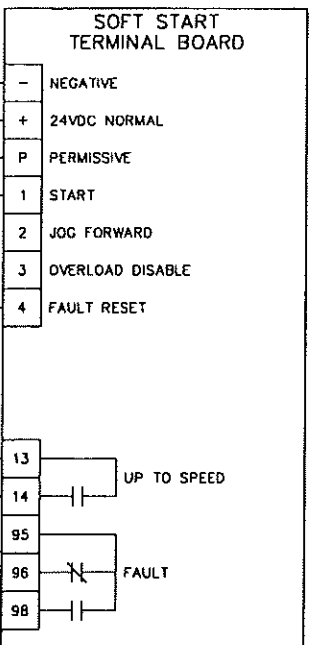 SOFT START
TERMINAL BOARD
- NEGATIVE
+ 24VDC NORMAL
P PERMISSIVE
1 START
2 JOG FORWARD
3 OVERLOAD DISABLE
4 FAULT RESET
13
UP TO SPEED
14
95
96 FAULT
98